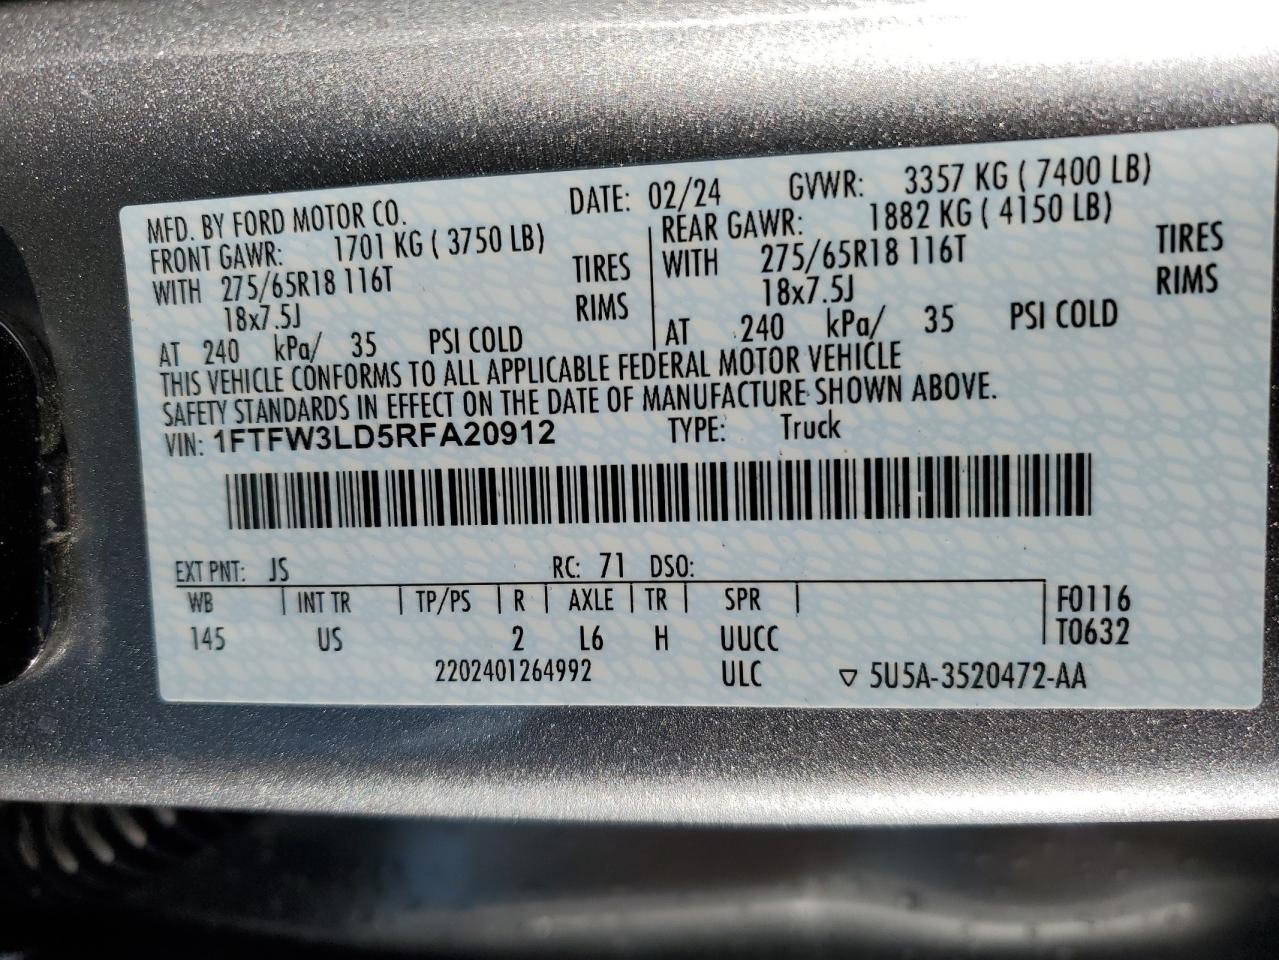 MFD. BY FORD MOTOR CO. DATE: 02/24 GVWR: 3357 KG ( 7400 LB)
FRONT GAWR: 1701 KG ( 3750 LB) REAR GAWR: 1882 KG ( 4150 LB)
WITH 275/65R18 116T TIRES WITH 275/65R18 116T TIRES
18x7.5J RIMS 18x7.5J RIMS
AT 240 kPa/ 35 PSI COLD AT 240 kPa/ 35 PSI COLD
THIS VEHICLE CONFORMS TO ALL APPLICABLE FEDERAL MOTOR VEHICLE
SAFETY STANDARDS IN EFFECT ON THE DATE OF MANUFACTURE SHOWN ABOVE.
VIN: 1FTFW3LD5RFA20912 TYPE: Truck
EXT PNT: JS RC: 71 DSO:
WB INT TR TP/PS R AXLE TR SPR F0116
145 US 2 L6 H UUCC T0632
2202401264992 ULC ▽ 5U5A-3520472-AA